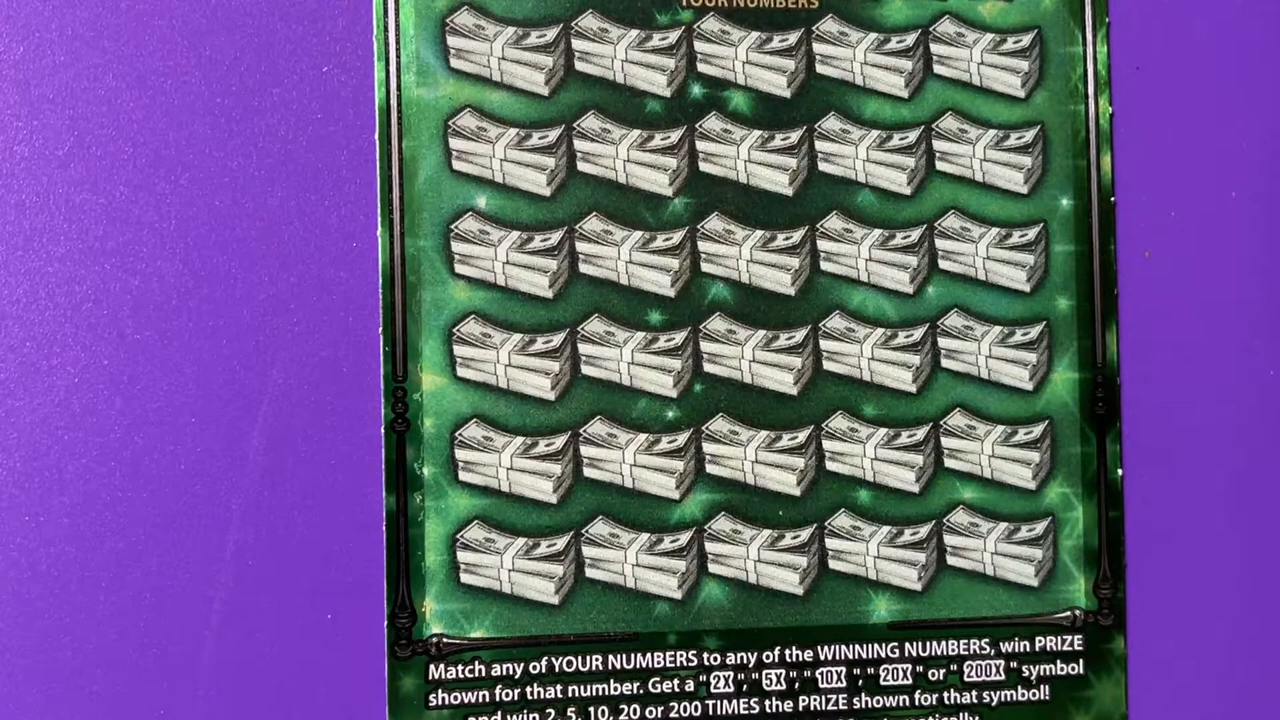 YOUR NUMBERS
Match any of YOUR NUMBERS to any of the WINNING NUMBERS, win PRIZE
shown for that number. Get a "2X", "5X", "10X", "20X" or "200X" symbol
and win 2, 5, 10, 20 or 200 TIMES the PRIZE shown for that symbol!
automatically.